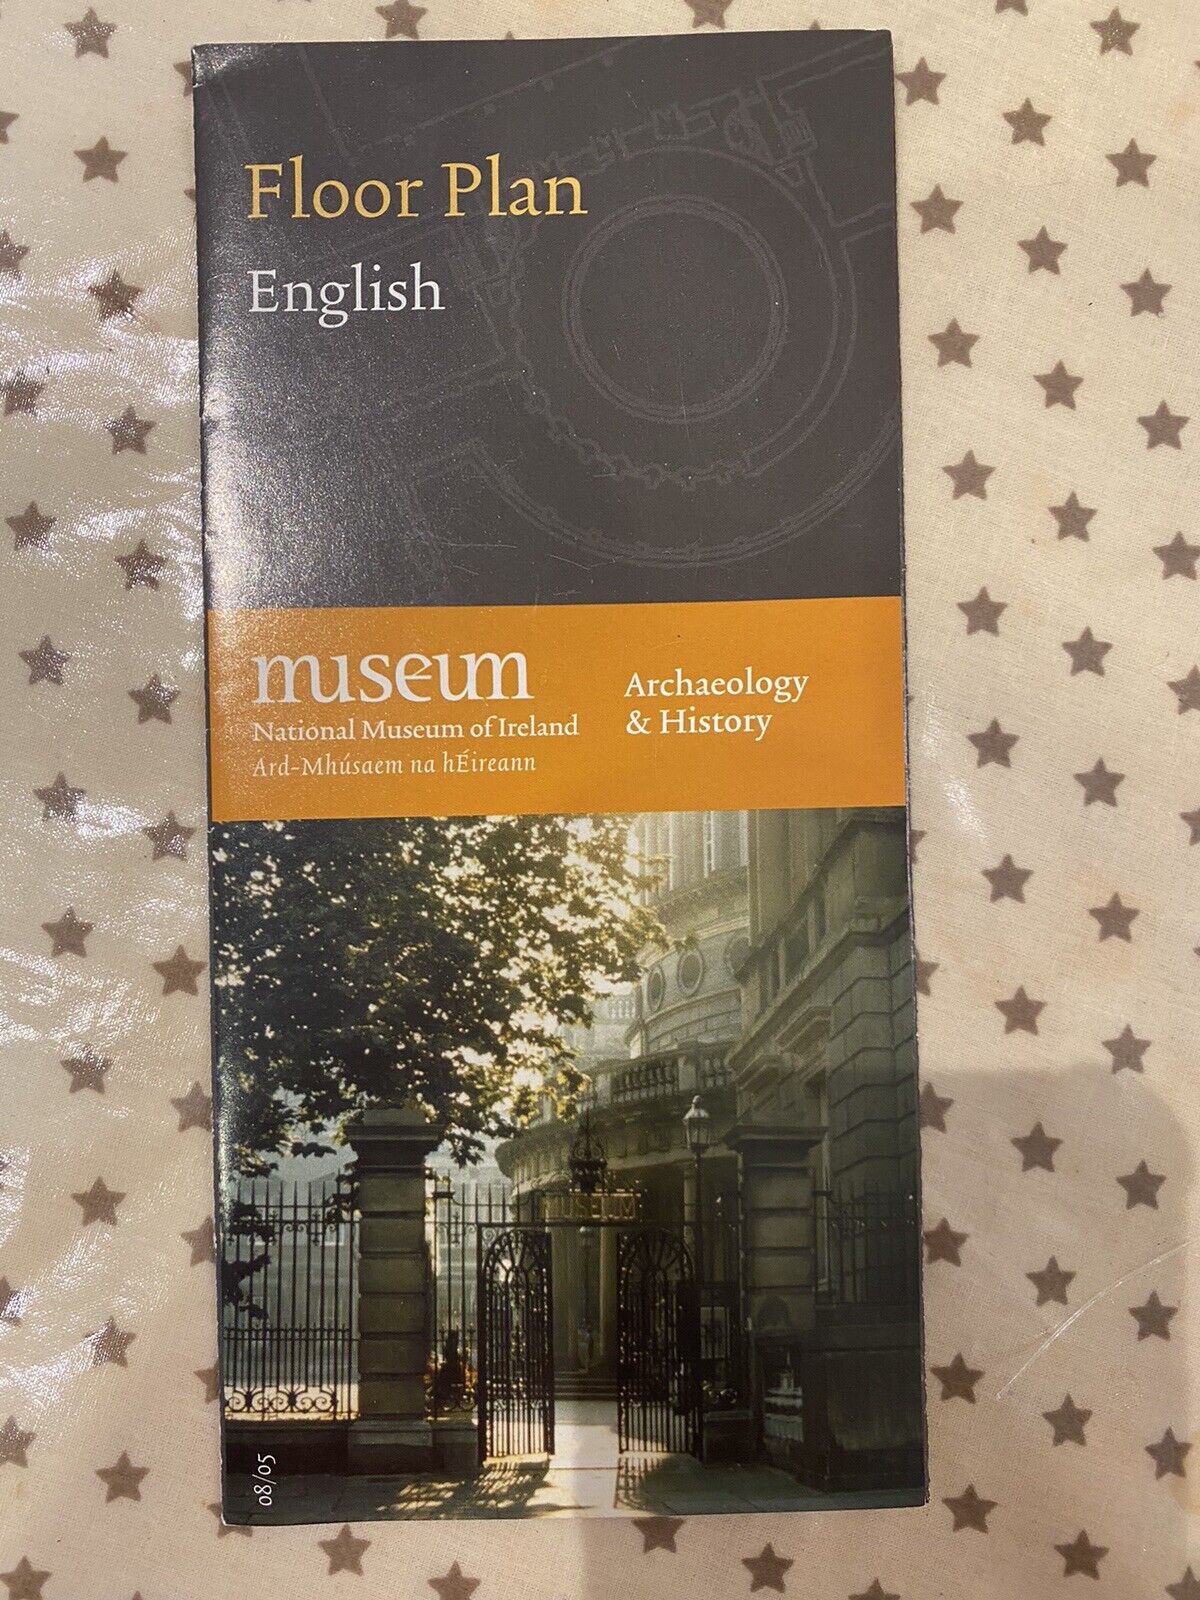 Floor Plan
English
museum
National Museum of Ireland
Ard-Mhúsaem na hÉireann
Archaeology
& History
MUSEUM
08/05